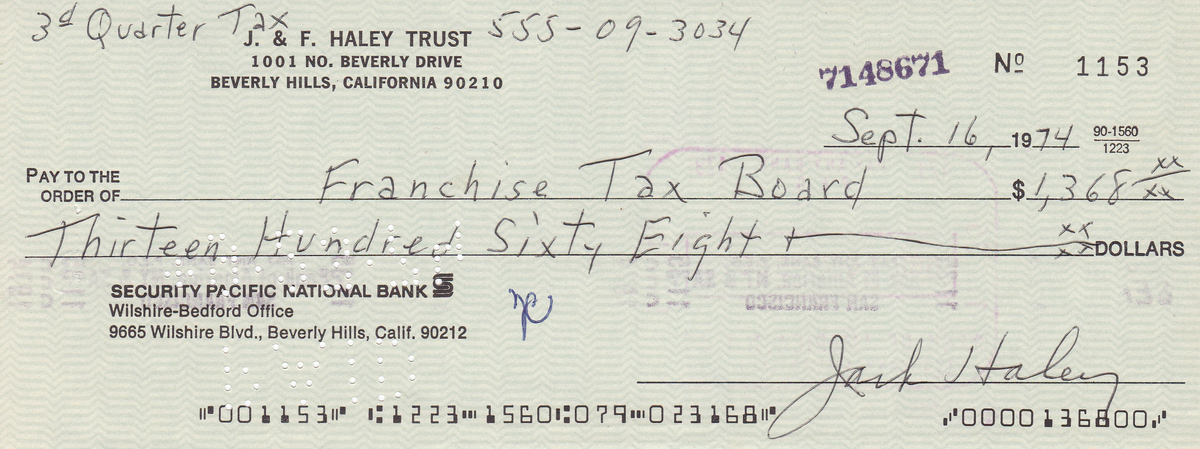 3d Quarter Tax 555-09-3034
J. & F. HALEY TRUST
1001 NO. BEVERLY DRIVE
BEVERLY HILLS, CALIFORNIA 90210
7148671 Nº 1153
Sept. 16, 1974 90-1560
1223
PAY TO THE
ORDER OF Franchise Tax Board $1,368 xx/xx
Thirteen Hundred Sixty Eight + xx/xx DOLLARS
SECURITY PACIFIC NATIONAL BANK
Wilshire-Bedford Office
9665 Wilshire Blvd., Beverly Hills, Calif. 90212
Jack Haley
⑈001153⑈ ⑆1223⑉1560⑆079⑉023168⑈ ⑇0000136800⑇
SAN FRANCISCO